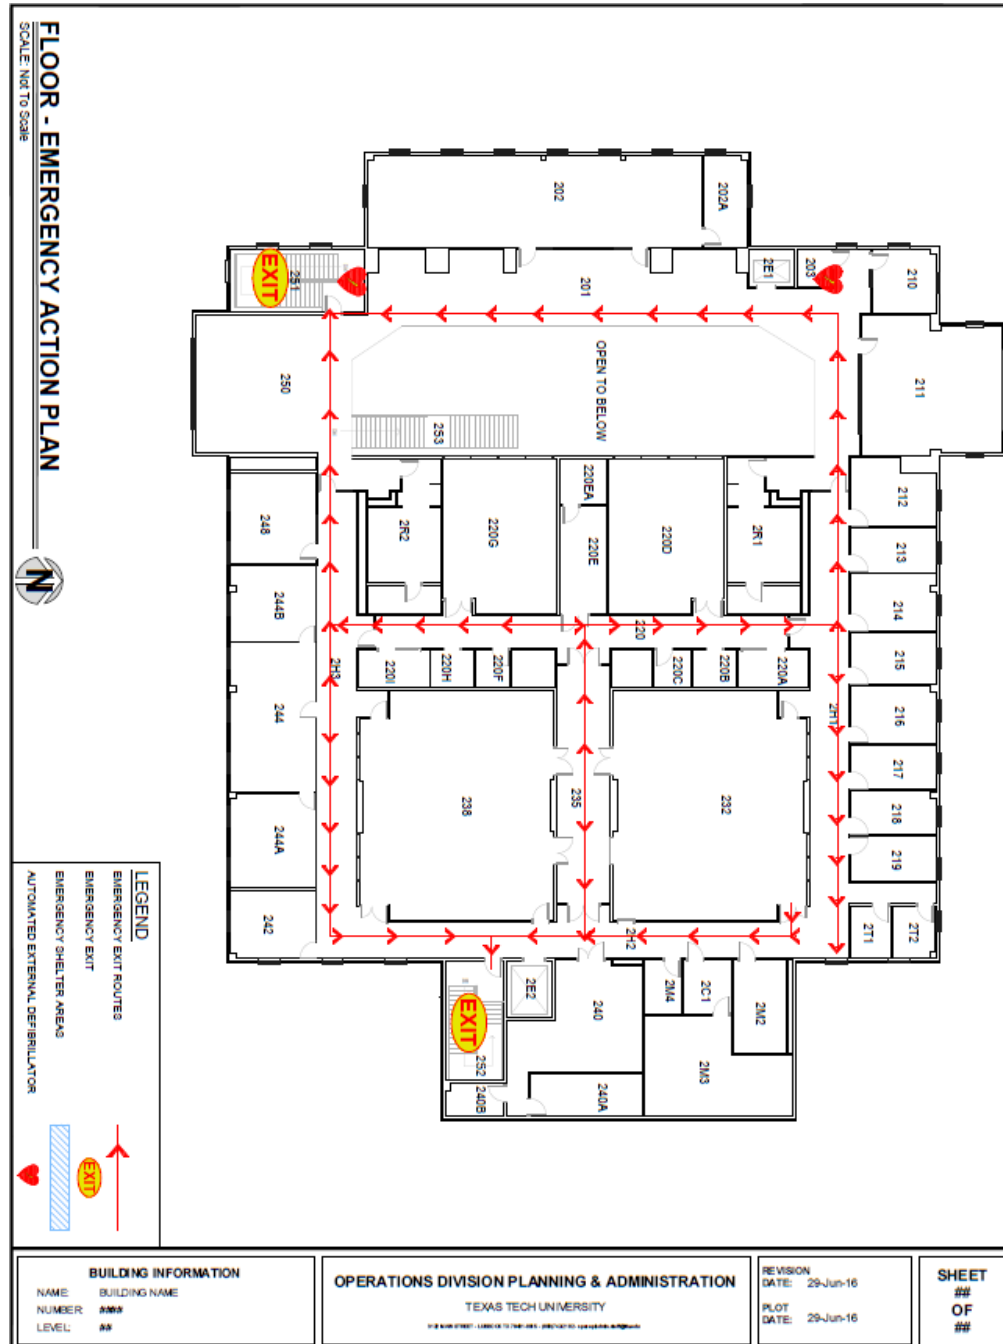 FLOOR - EMERGENCY ACTION PLAN
SCALE: Not To Scale
N
202
202A
EXIT
251
201
2E1
203
210
250
OPEN TO BELOW
211
253
248
2R2
220G
220EA
220E
220D
2R1
212
213
244B
220
214
2H3
220I
220H
220F
220C
220B
220A
215
244
2H1
216
238
235
232
217
218
244A
219
242
2H2
2T1
2T2
EXIT
252
2E2
240
2M4
2C1
2M2
2M3
240B
240A
LEGEND
EMERGENCY EXIT ROUTES
EMERGENCY EXIT
EXIT
EMERGENCY SHELTER AREAS
AUTOMATED EXTERNAL DEFIBRILLATOR
BUILDING INFORMATION
NAME: BUILDING NAME
NUMBER: ####
LEVEL: ##
OPERATIONS DIVISION PLANNING & ADMINISTRATION
TEXAS TECH UNIVERSITY
REVISION
DATE: 29-Jun-16
PLOT
DATE: 29-Jun-16
SHEET
##
OF
##